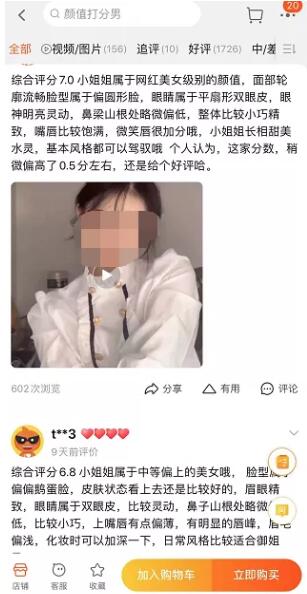 颜值打分男
20
全部 视频/图片(156) 追评(1) 好评(1726) 中/差
综合评分7.0 小姐姐属于网红美女级别的颜值，面部轮
廓流畅脸型属于偏圆形脸，眼睛属于平扇形双眼皮，眼
神明亮灵动，鼻梁山根处略微偏低，整体比较小巧精
致，嘴唇比较饱满，微笑唇很加分哦，小姐姐长相甜美
水灵，基本风格都可以驾驭哦 个人认为，这家分数，稍
微偏高了0.5分左右，还是给个好评哈。
602次浏览 分享 有用 评论
t**3
9天前评价
综合评分6.8 小姐姐属于中等偏上的美女哦， 脸型属
偏偏鹅蛋脸，皮肤状态看上去还是比较好的，眉眼精
致，眼睛属于双眼皮，比较灵动，鼻子山根处略微
低，比较小巧，上嘴唇有点偏薄，有明显的唇峰，眉毛
偏浅，化妆时可以加深一下，日常风格比较适合御姐
问
店铺 客服 收藏 加入购物车 立即购买